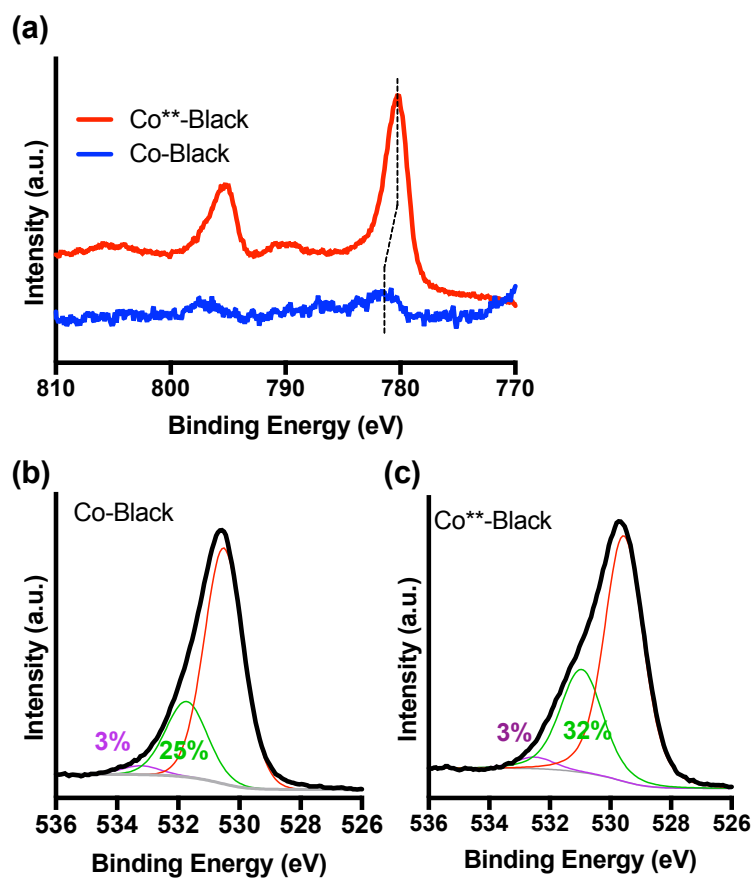 (a)
Co**-Black
Co-Black
Intensity (a.u.)
810 800 790 780 770
Binding Energy (eV)
(b)
Co-Black
3%
25%
Intensity (a.u.)
536 534 532 530 528 526
Binding Energy (eV)
(c)
Co**-Black
3%
32%
Intensity (a.u.)
536 534 532 530 528 526
Binding Energy (eV)